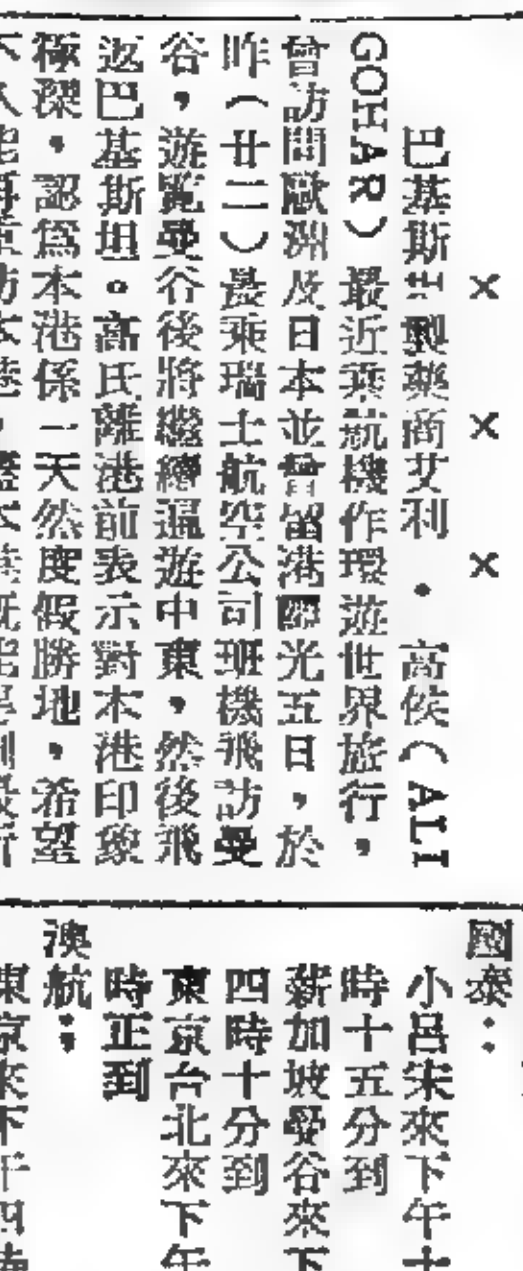 ×　×　×
巴基斯坦製藥商艾利・高侯（ALI
GOHAR）最近乘航機作環遊世界旅行，
曾訪問歐洲及日本並曾留港觀光五日，於
昨（廿二）晨乘瑞士航空公司班機飛訪曼
谷，遊覽曼谷後將繼續遍遊中東，然後飛
返巴基斯坦。高氏離港前表示對本港印象
極深，認爲本港係一天然度假勝地，希望
國泰：
小呂宋來下午十
時十五分到
新加坡曼谷來下
四時十分到
東京台北來下午
時正到
澳航：
東京來下午四時